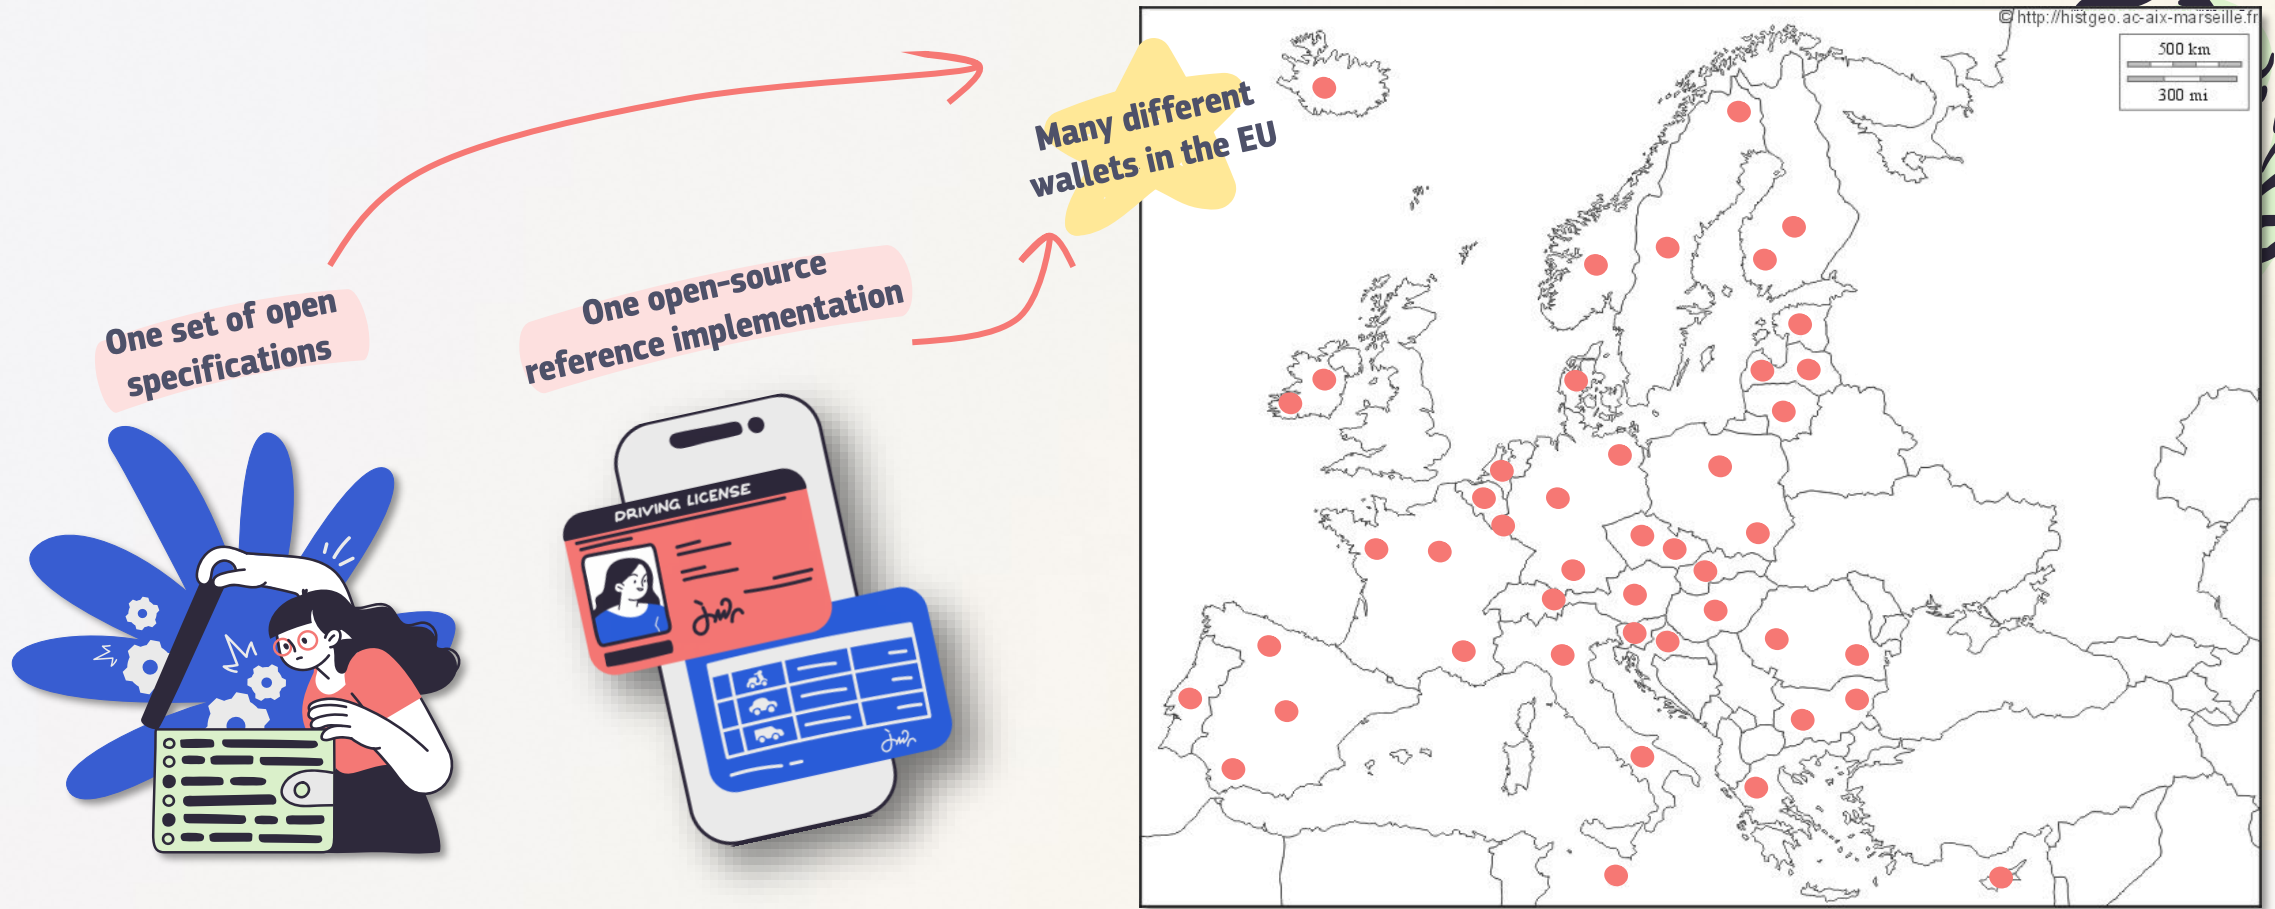 One set of open
specifications
One open-source
reference implementation
Many different
wallets in the EU
DRIVING LICENSE
© http://histgeo.ac-aix-marseille.fr
500 km
300 mi